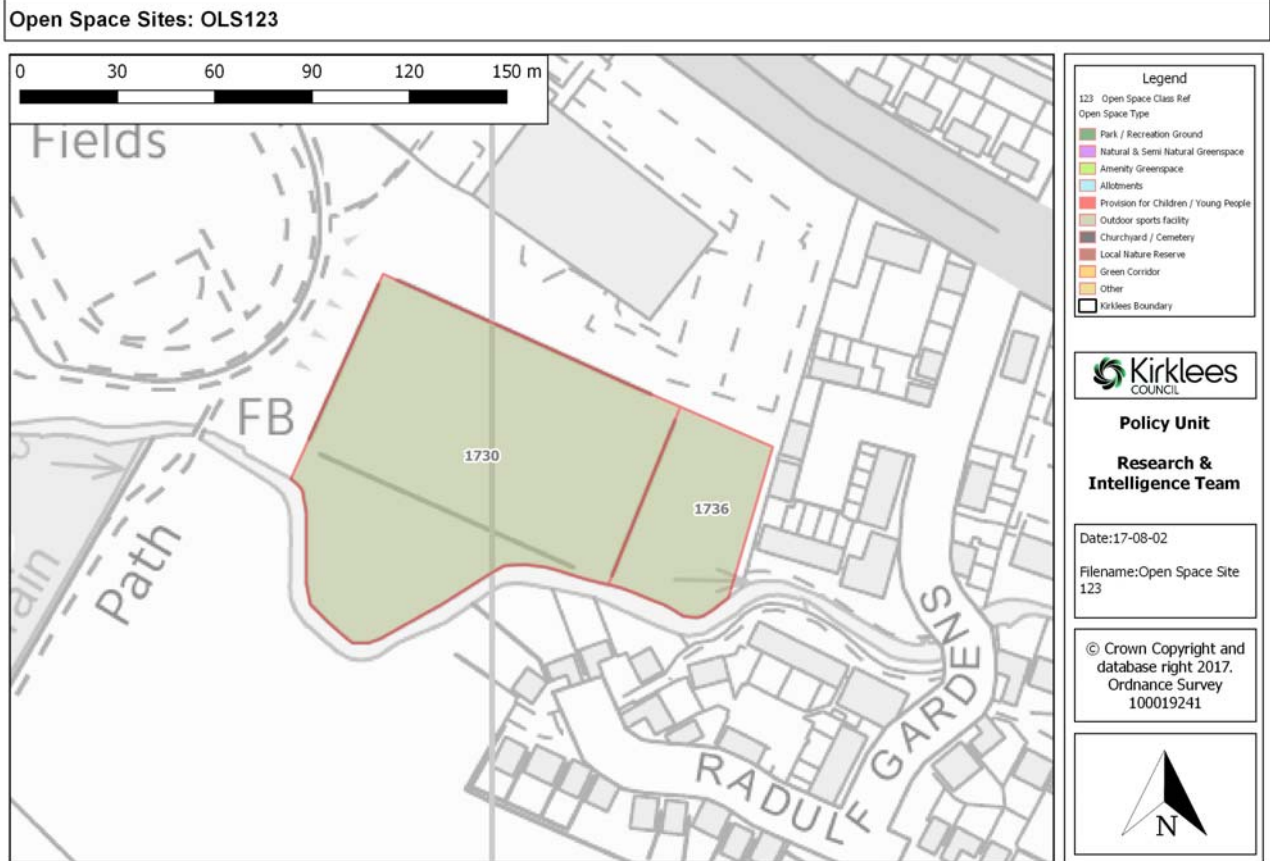 Open Space Sites: OLS123
0 30 60 90 120 150 m
Fields
FB
1730
1736
Path
ain
RADULF GARDENS
Legend
123 Open Space Class Ref
Open Space Type
Park / Recreation Ground
Natural & Semi Natural Greenspace
Amenity Greenspace
Allotments
Provision for Children / Young People
Outdoor sports facility
Churchyard / Cemetery
Local Nature Reserve
Green Corridor
Other
Kirklees Boundary
Kirklees
COUNCIL
Policy Unit
Research &
Intelligence Team
Date:17-08-02
Filename:Open Space Site
123
© Crown Copyright and
database right 2017.
Ordnance Survey
100019241
N